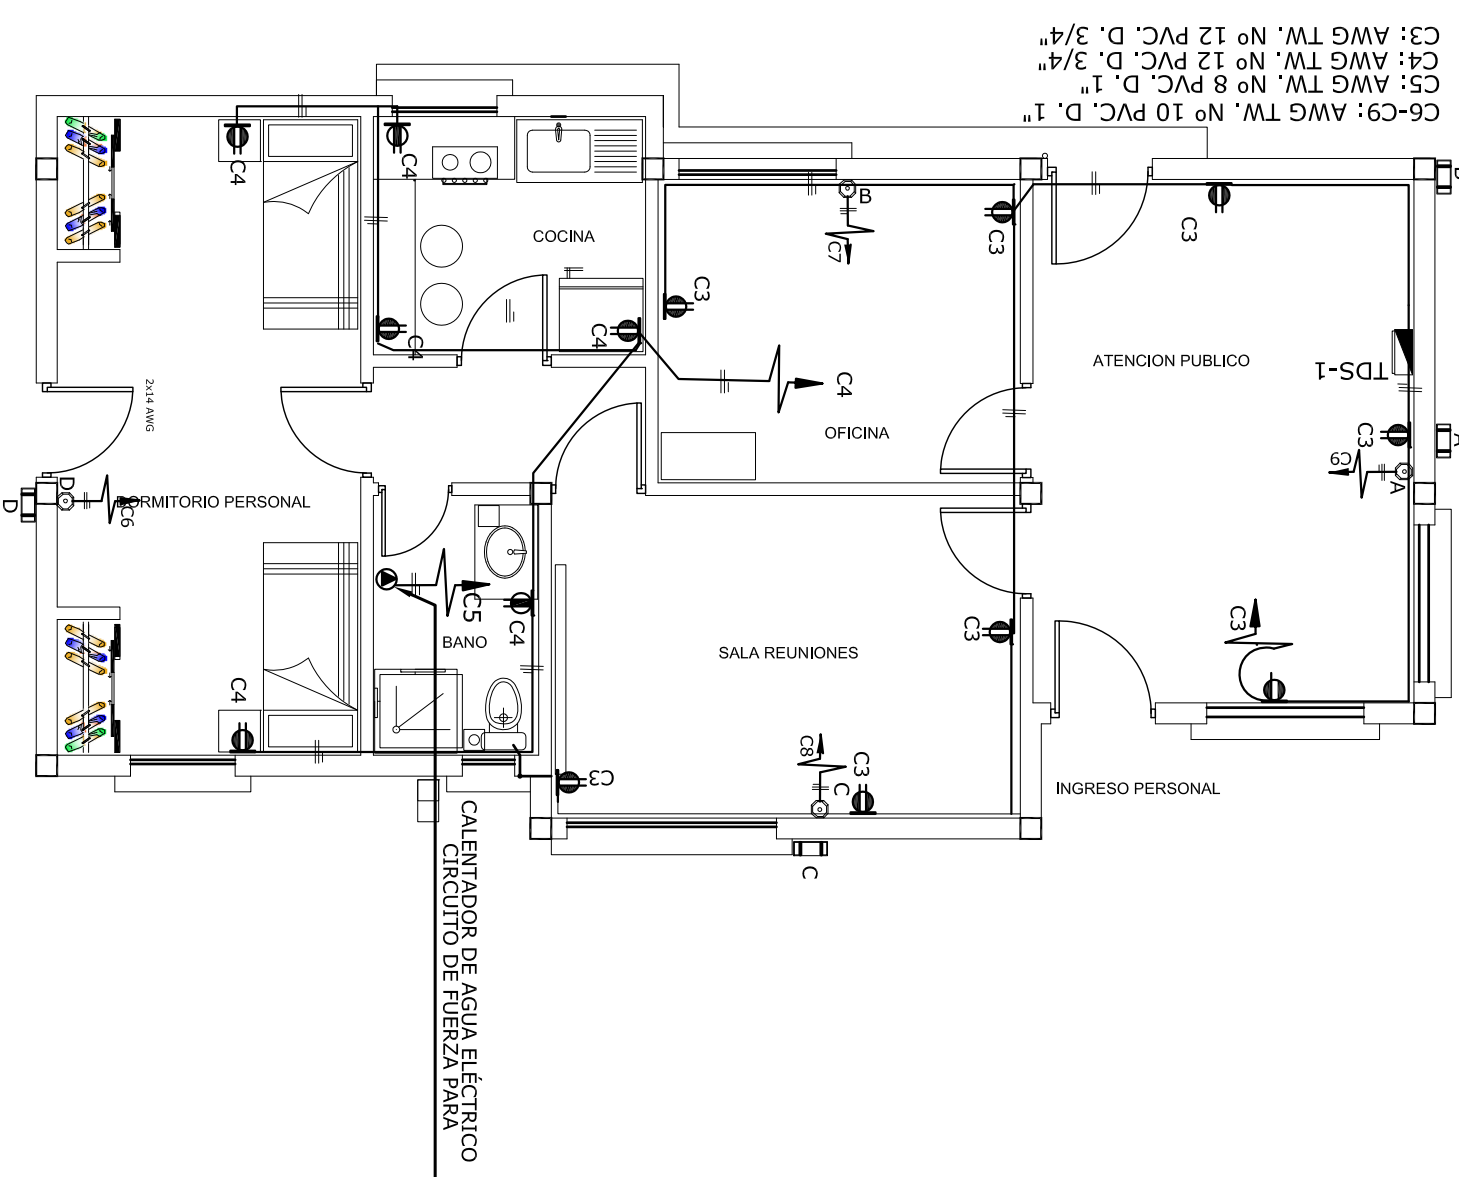 C6-C9: AWG TW. Nº 10 PVC D. 1"
C5: AWG TW. Nº 8 PVC. D. 1"
C4: AWG TW. Nº 12 PVC. D. 3/4"
C3: AWG TW. Nº 12 PVC. D. 3/4"
C4
C4
COCINA
B
C7
C3
C3
C3
C3
C4
C4
C4
ATENCION PUBLICO
TDS-1
2x14 AWG
OFICINA
C3
A
C9
A
D
D
C6
DORMITORIO PERSONAL
C5
C4
BANO
SALA REUNIONES
C3
C4
C8
C
C3
C3
C
INGRESO PERSONAL
CIRCUITO DE FUERZA PARA
CALENTADOR DE AGUA ELÉCTRICO